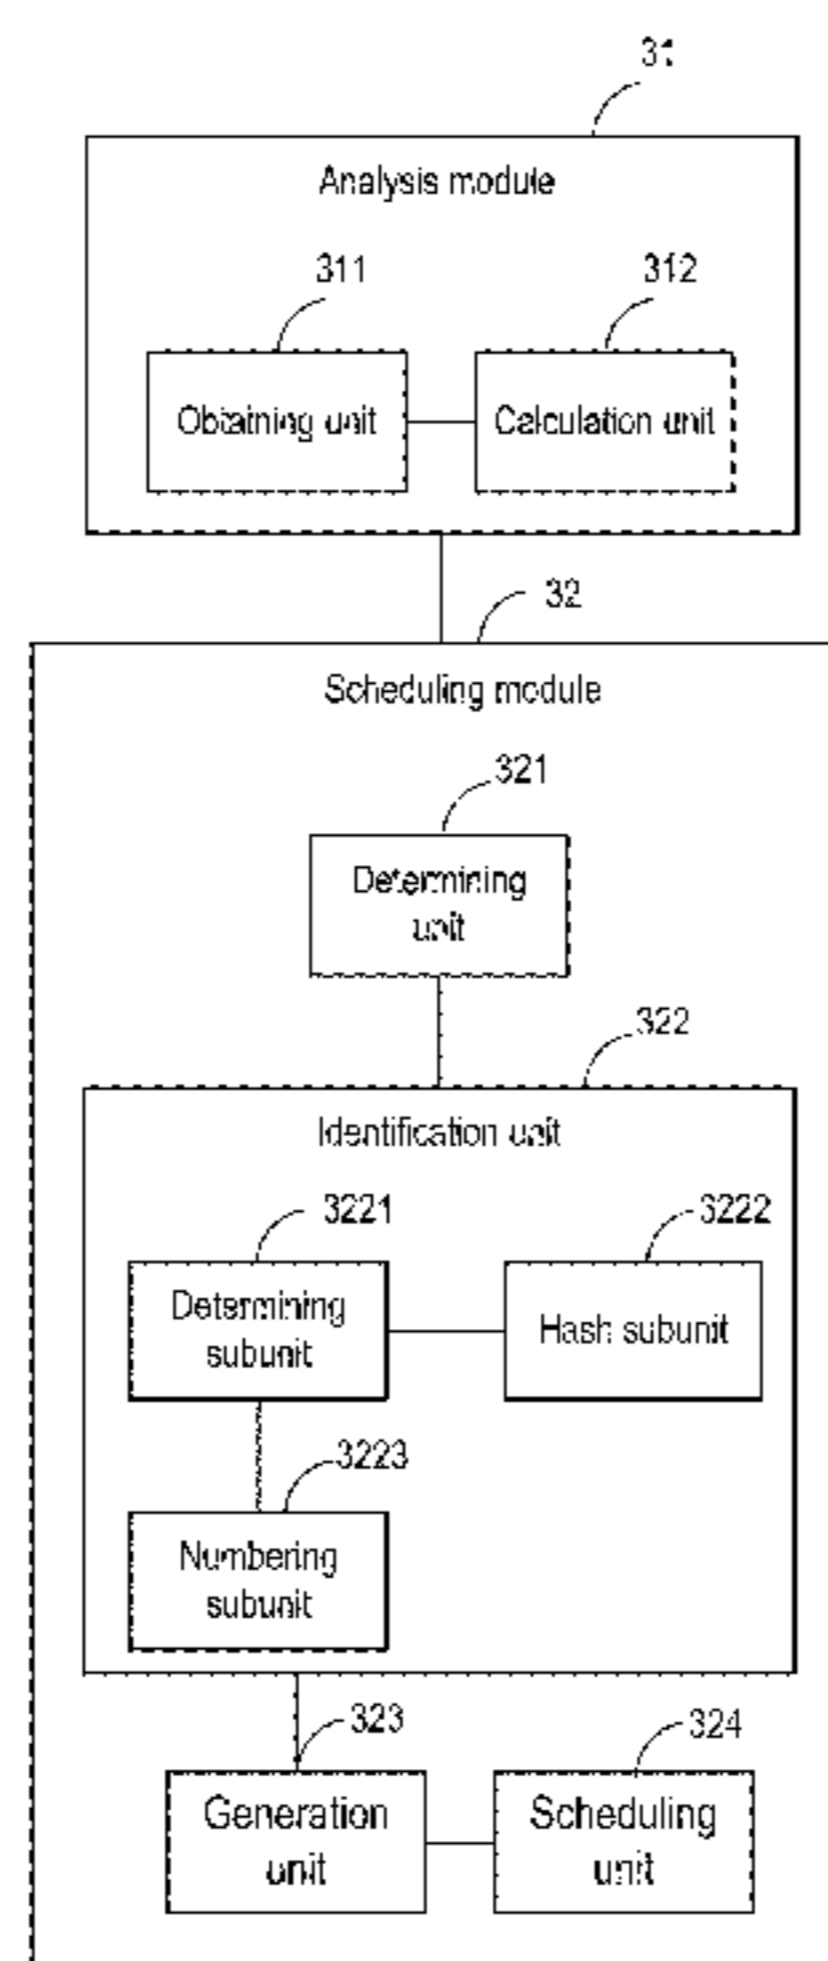 31
Analysis module
311
312
Obtaining unit
Calculation unit
32
Scheduling module
321
Determining
unit
322
Identification unit
3221
3222
Determining
subunit
Hash subunit
3223
Numbering
subunit
323
324
Generation
unit
Scheduling
unit